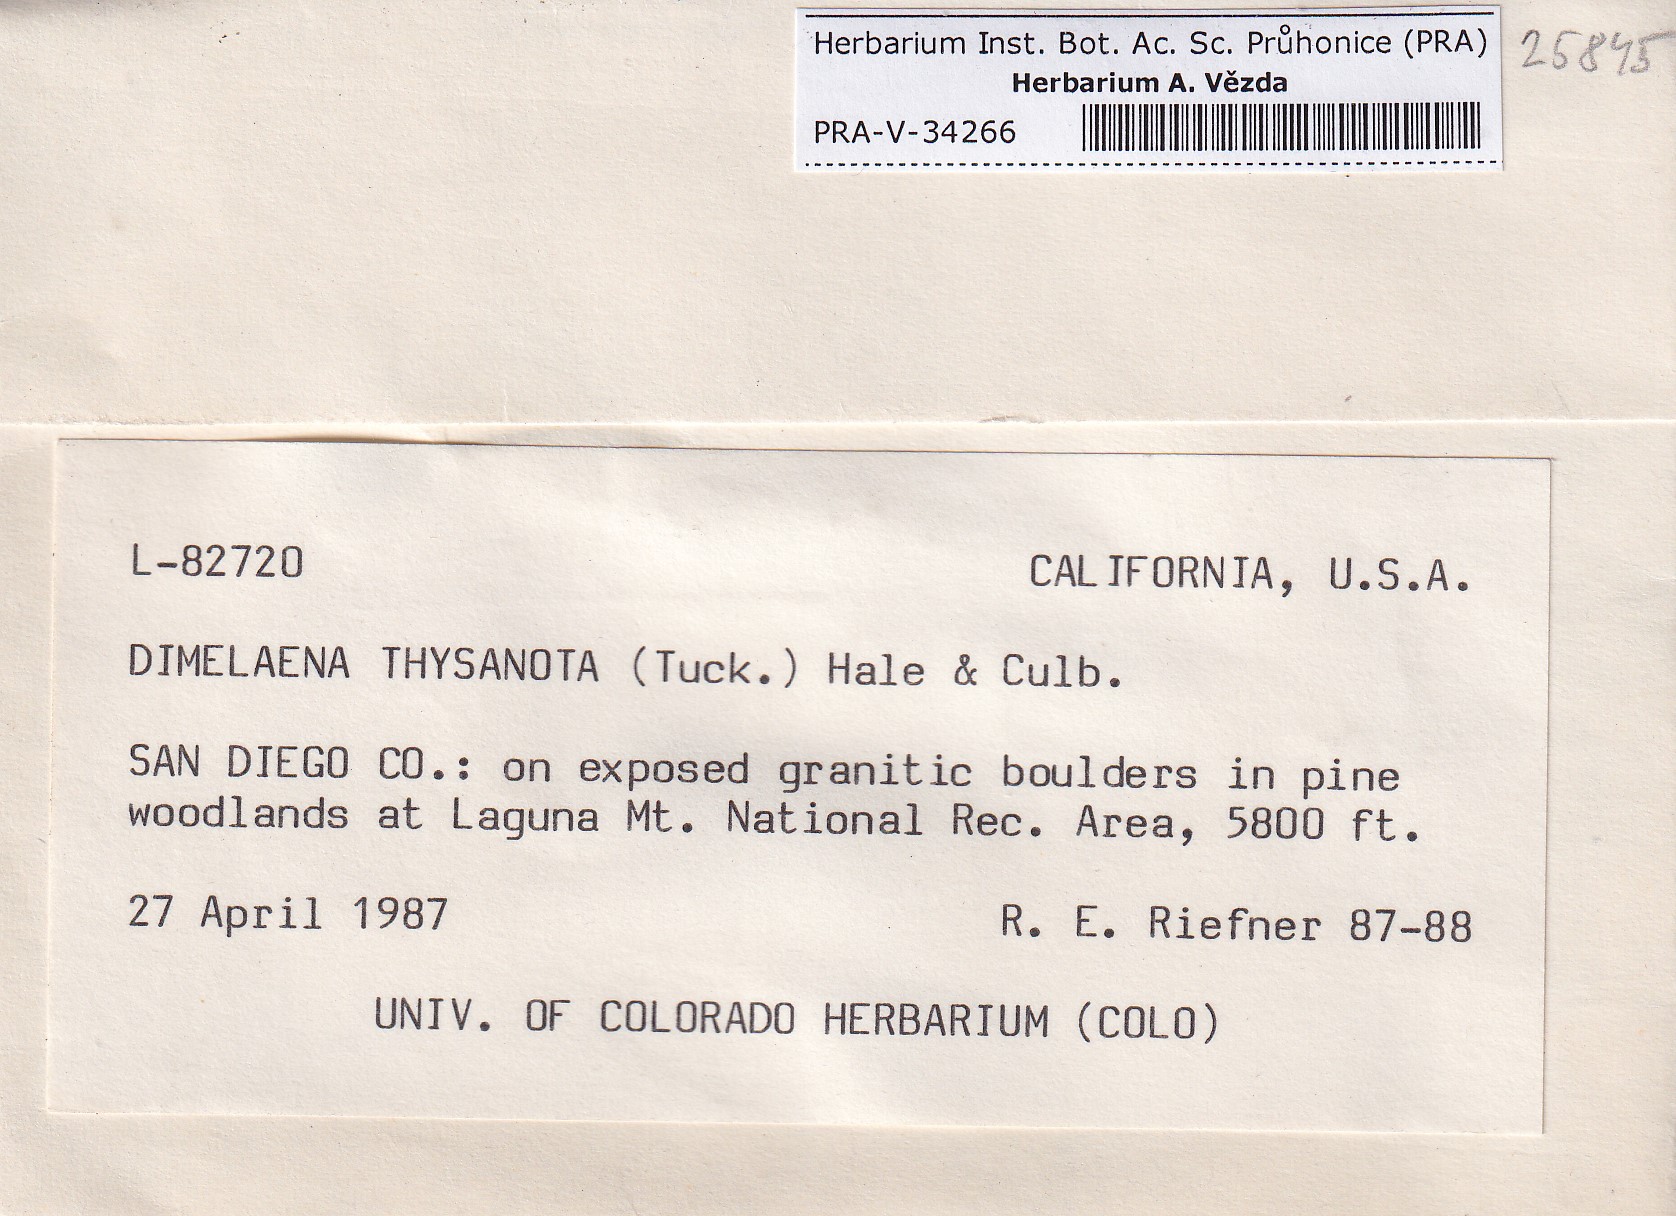 Herbarium Inst. Bot. Ac. Sc. Průhonice (PRA)
Herbarium A. Vězda
PRA-V-34266
25845
L-82720 CALIFORNIA, U.S.A.
DIMELAENA THYSANOTA (Tuck.) Hale & Culb.
SAN DIEGO CO.: on exposed granitic boulders in pine
woodlands at Laguna Mt. National Rec. Area, 5800 ft.
27 April 1987 R. E. Riefner 87-88
UNIV. OF COLORADO HERBARIUM (COLO)